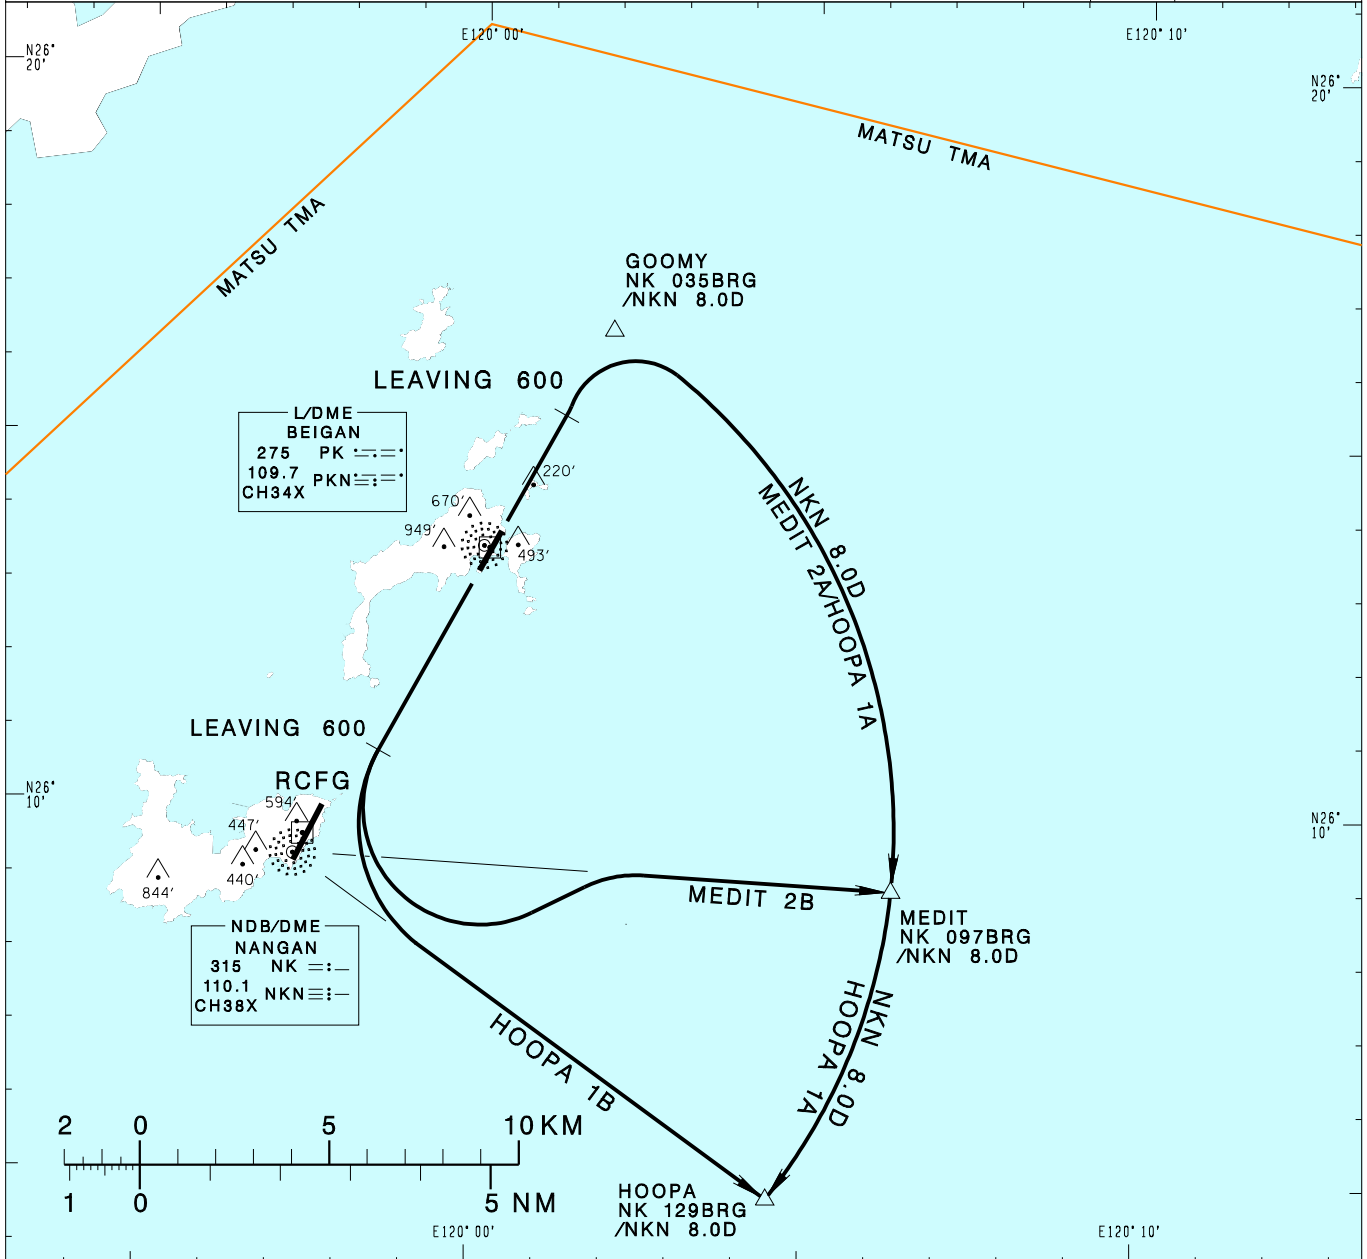 E120° 00'
E120° 10'
N26°
20'
N26°
20'
MATSU TMA
MATSU TMA
GOOMY
NK 035BRG
/NKN 8.0D
LEAVING 600
L/DME
BEIGAN
275 PK
109.7 PKN
CH34X
220'
670'
949'
493'
NKN 8.0D
MEDIT 2A/HOOPA 1A
LEAVING 600
RCFG
N26°
10'
N26°
10'
594'
447'
440'
844'
MEDIT 2B
MEDIT
NK 097BRG
/NKN 8.0D
NDB/DME
NANGAN
315 NK
110.1 NKN
CH38X
NKN 8.0D
HOOPA 1A
HOOPA 1B
2 0 5 10 KM
1 0 5 NM
HOOPA
NK 129BRG
/NKN 8.0D
E120° 00'
E120° 10'